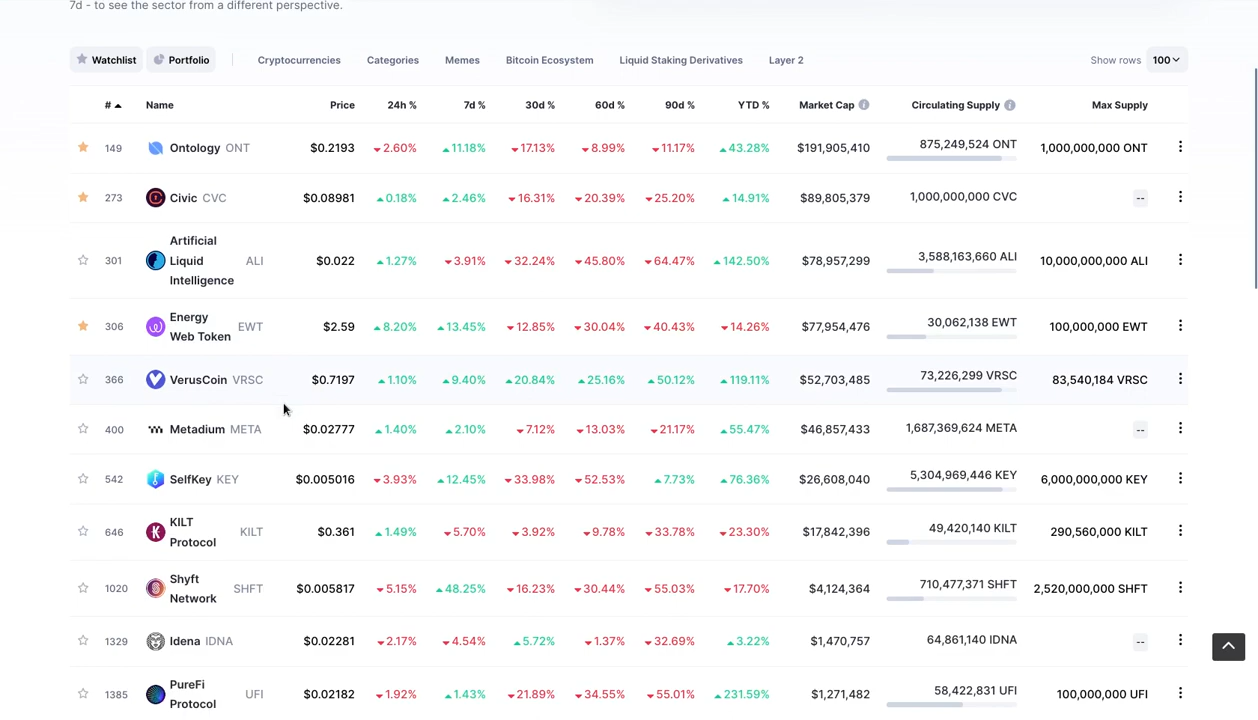 7d - to see the sector from a different perspective.
Watchlist Portfolio Cryptocurrencies Categories Memes Bitcoin Ecosystem Liquid Staking Derivatives Layer 2 Show rows 100
# Name Price 24h % 7d % 30d % 60d % 90d % YTD % Market Cap Circulating Supply Max Supply
149 Ontology ONT $0.2193 2.60% 11.18% 17.13% 8.99% 11.17% 43.28% $191,905,410 875,249,524 ONT 1,000,000,000 ONT
273 Civic CVC $0.08981 0.18% 2.46% 16.31% 20.39% 25.20% 14.91% $89,805,379 1,000,000,000 CVC --
Artificial
301 Liquid ALI $0.022 1.27% 3.91% 32.24% 45.80% 64.47% 142.50% $78,957,299 3,588,163,660 ALI 10,000,000,000 ALI
Intelligence
Energy
306 Web Token EWT $2.59 8.20% 13.45% 12.85% 30.04% 40.43% 14.26% $77,954,476 30,062,138 EWT 100,000,000 EWT
366 VerusCoin VRSC $0.7197 1.10% 9.40% 20.84% 25.16% 50.12% 119.11% $52,703,485 73,226,299 VRSC 83,540,184 VRSC
400 Metadium META $0.02777 1.40% 2.10% 7.12% 13.03% 21.17% 55.47% $46,857,433 1,687,369,624 META --
542 SelfKey KEY $0.005016 3.93% 12.45% 33.98% 52.53% 7.73% 76.36% $26,608,040 5,304,969,446 KEY 6,000,000,000 KEY
KILT
646 Protocol KILT $0.361 1.49% 5.70% 3.92% 9.78% 33.78% 23.30% $17,842,396 49,420,140 KILT 290,560,000 KILT
Shyft
1020 Network SHFT $0.005817 5.15% 48.25% 16.23% 30.44% 55.03% 17.70% $4,124,364 710,477,371 SHFT 2,520,000,000 SHFT
1329 Idena IDNA $0.02281 2.17% 4.54% 5.72% 1.37% 32.69% 3.22% $1,470,757 64,861,140 IDNA --
PureFi
1385 Protocol UFI $0.02182 1.92% 1.43% 21.89% 34.55% 55.01% 231.59% $1,271,482 58,422,831 UFI 100,000,000 UFI